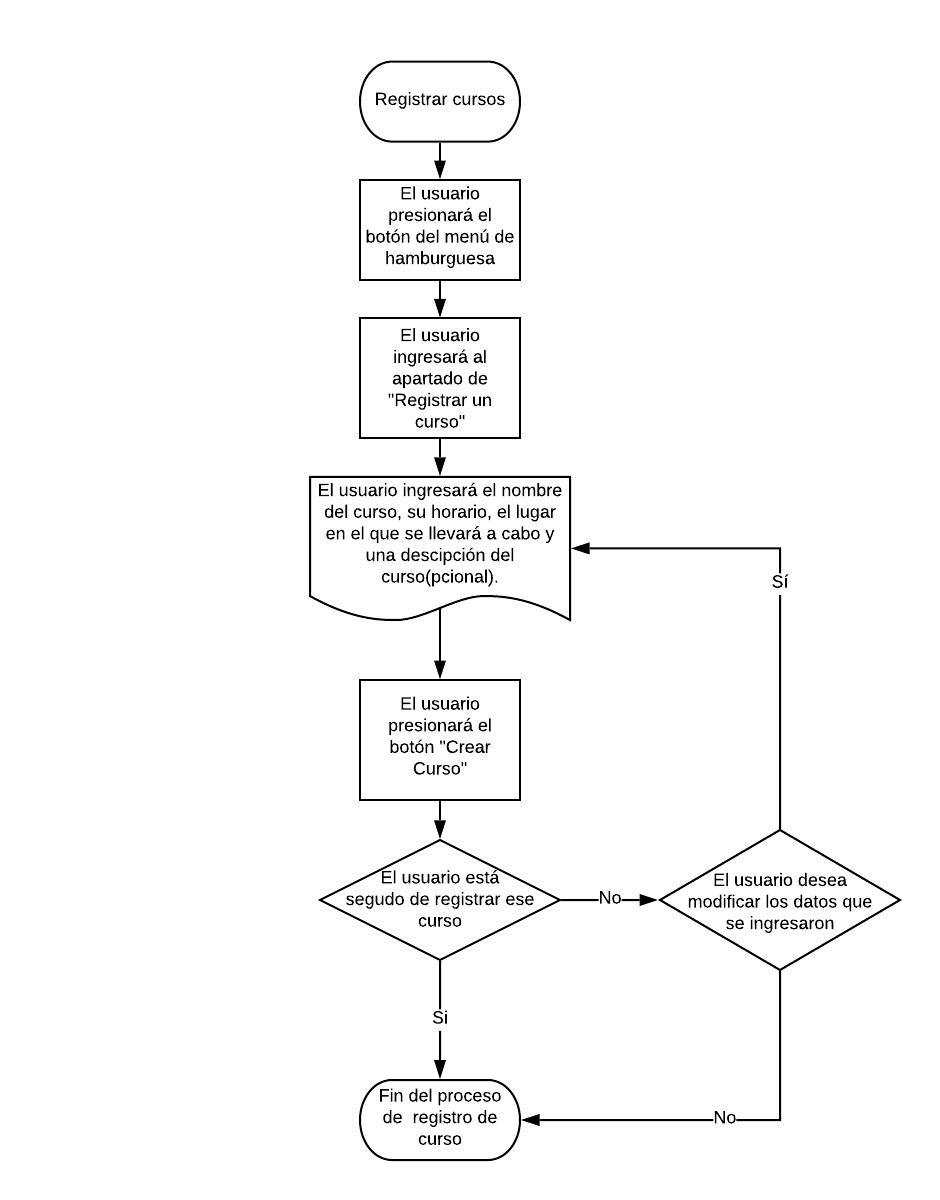 Registrar cursos
El usuario
presionará el
botón del menú de
hamburguesa
El usuario
ingresará al
apartado de
"Registrar un
curso"
El usuario ingresará el nombre
del curso, su horario, el lugar
en el que se llevará a cabo y
una descipción del
curso(pcional).
Sí
El usuario
presionará el
botón "Crear
Curso"
El usuario está
segudo de registrar ese
curso
No
El usuario desea
modificar los datos que
se ingresaron
Si
Fin del proceso
de registro de
curso
No